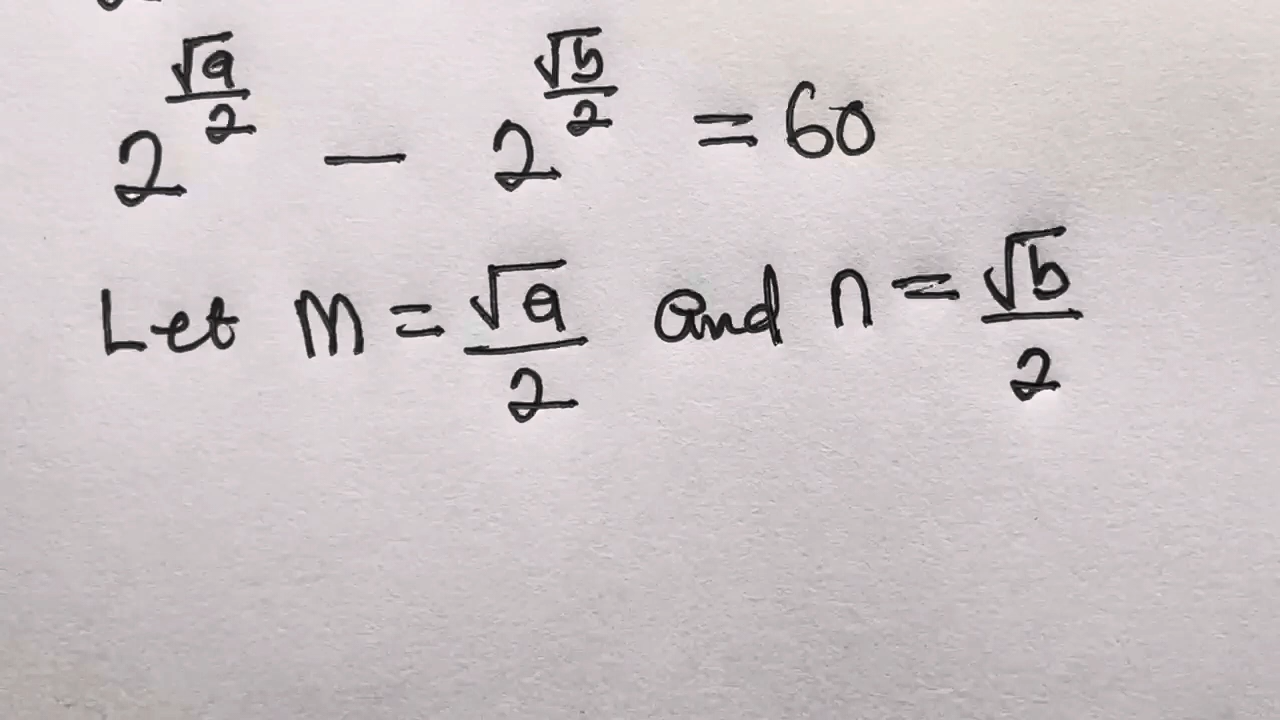 2^(√a/2) − 2^(√b/2) = 60
Let m = √a/2 and n = √b/2